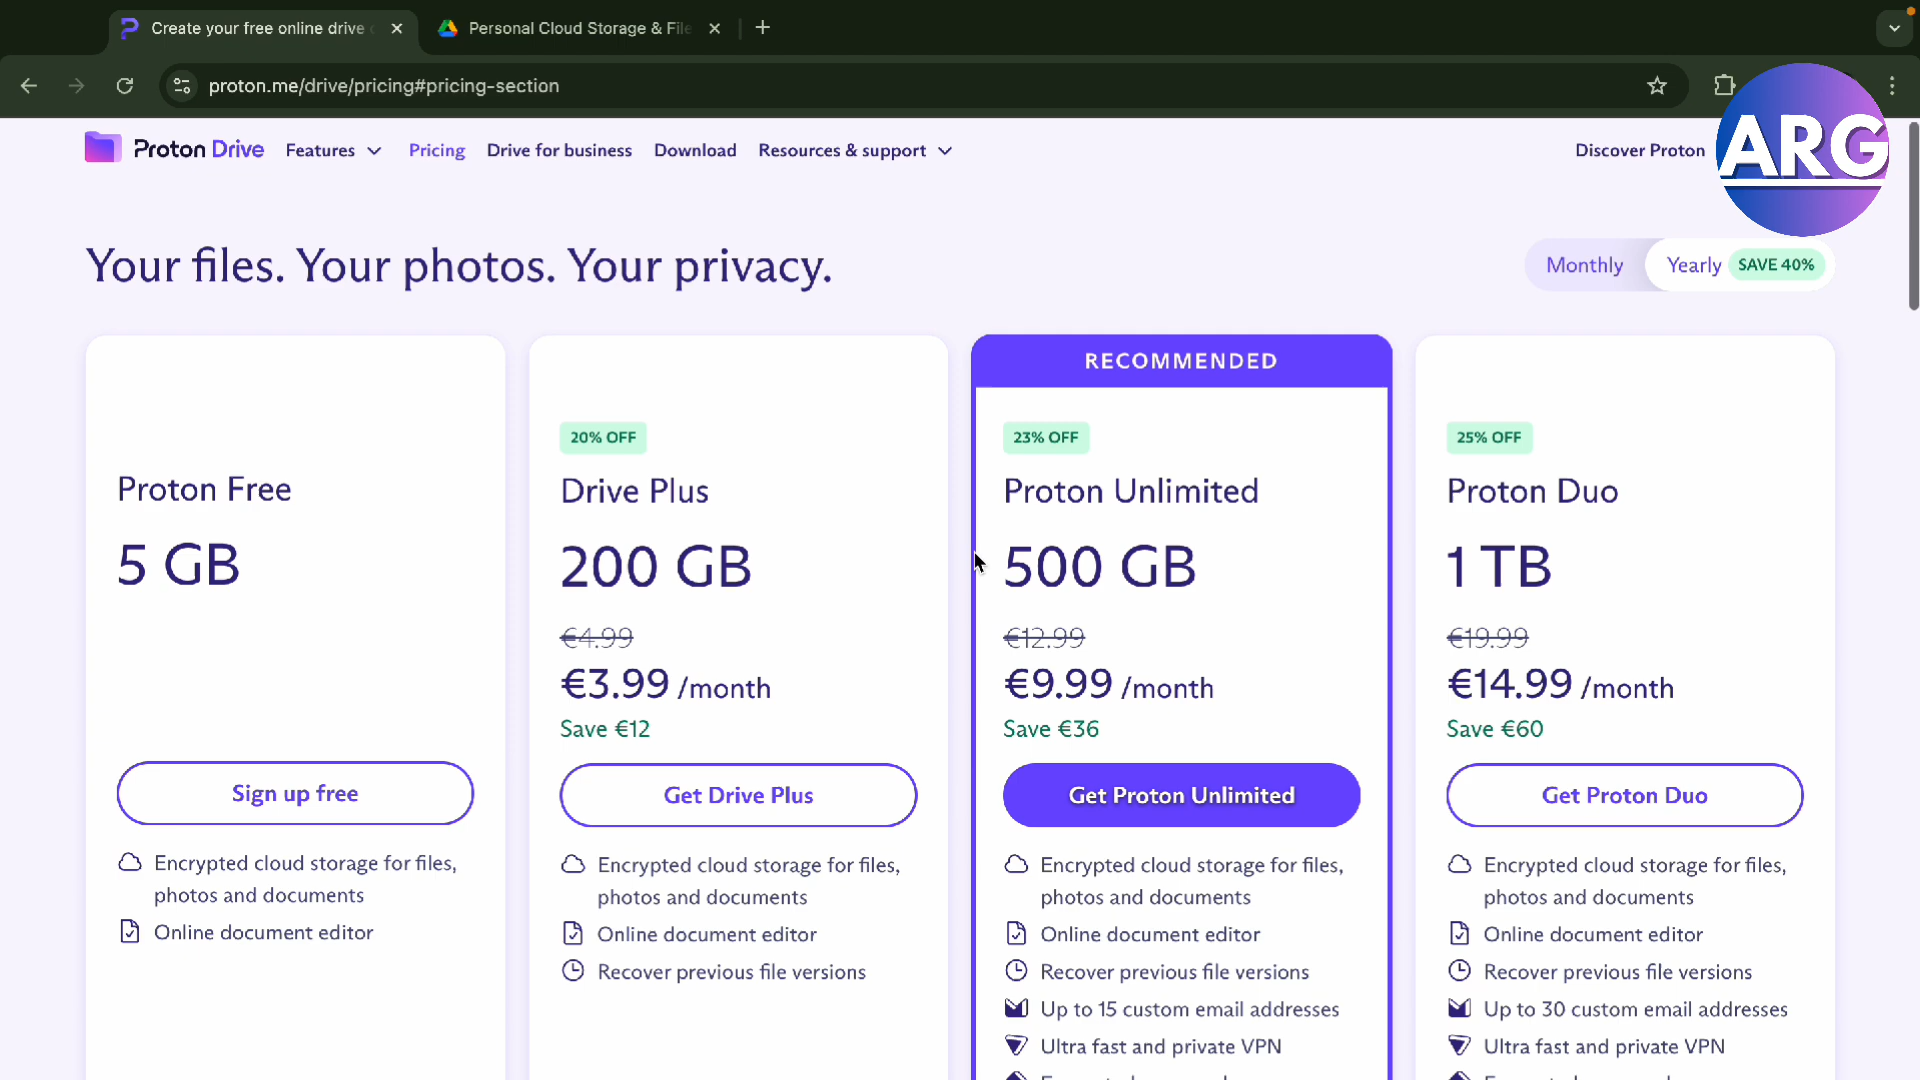 Create your free online drive
Personal Cloud Storage & File
proton.me/drive/pricing#pricing-section
Proton Drive
Features
Pricing
Drive for business
Download
Resources & support
Discover Proton
ARG
Your files. Your photos. Your privacy.
Monthly
Yearly
SAVE 40%
Proton Free
5 GB
Sign up free
Encrypted cloud storage for files,
photos and documents
Online document editor
20% OFF
Drive Plus
200 GB
€4.99
€3.99 /month
Save €12
Get Drive Plus
Encrypted cloud storage for files,
photos and documents
Online document editor
Recover previous file versions
RECOMMENDED
23% OFF
Proton Unlimited
500 GB
€12.99
€9.99 /month
Save €36
Get Proton Unlimited
Encrypted cloud storage for files,
photos and documents
Online document editor
Recover previous file versions
Up to 15 custom email addresses
Ultra fast and private VPN
25% OFF
Proton Duo
1 TB
€19.99
€14.99 /month
Save €60
Get Proton Duo
Encrypted cloud storage for files,
photos and documents
Online document editor
Recover previous file versions
Up to 30 custom email addresses
Ultra fast and private VPN